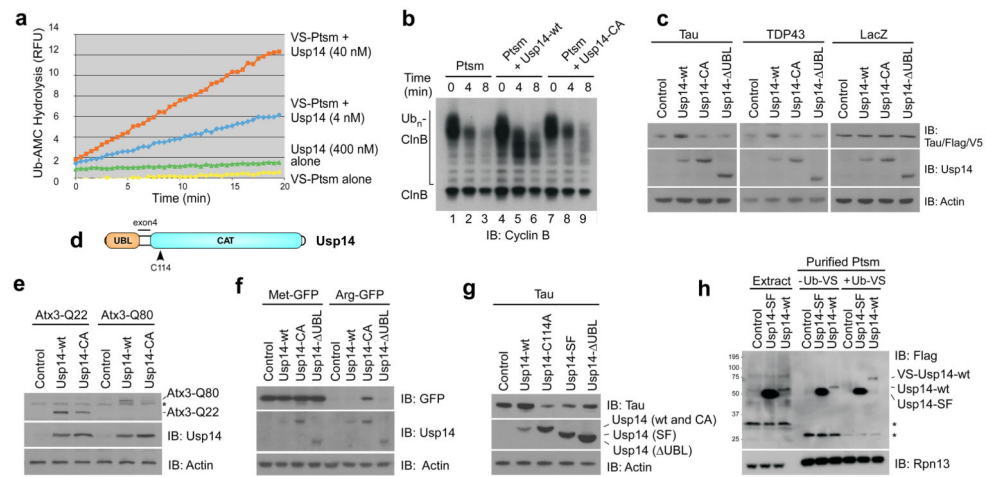 a
Ub-AMC Hydrolysis (RFU)
14
12
10
8
6
4
2
0
0 5 10 15 20
Time (min)
VS-Ptsm +
Usp14 (40 nM)
VS-Ptsm +
Usp14 (4 nM)
Usp14 (400 nM)
alone
VS-Ptsm alone
b
Ptsm
Ptsm
+ Usp14-wt
Ptsm
+ Usp14-CA
Time
(min)
0 4 8 0 4 8 0 4 8
Ubn-
ClnB
ClnB
1 2 3 4 5 6 7 8 9
IB: Cyclin B
c
Tau TDP43 LacZ
Control
Usp14-wt
Usp14-CA
Usp14-ΔUBL
Control
Usp14-wt
Usp14-CA
Usp14-ΔUBL
Control
Usp14-wt
Usp14-CA
Usp14-ΔUBL
IB:
Tau/Flag/V5
IB: Usp14
IB: Actin
d
exon4
UBL CAT Usp14
C114
e
Atx3-Q22 Atx3-Q80
Control
Usp14-wt
Usp14-CA
Control
Usp14-wt
Usp14-CA
Atx3-Q80
*
Atx3-Q22
IB: Usp14
IB: Actin
f
Met-GFP Arg-GFP
Control
Usp14-wt
Usp14-CA
Usp14-ΔUBL
Control
Usp14-wt
Usp14-CA
Usp14-ΔUBL
IB: GFP
IB: Usp14
IB: Actin
g
Tau
Control
Usp14-wt
Usp14-C114A
Usp14-SF
Usp14-ΔUBL
IB: Tau
Usp14 (wt and CA)
Usp14 (SF)
Usp14 (ΔUBL)
IB: Actin
h
Purified Ptsm
Extract -Ub-VS +Ub-VS
Control
Usp14-SF
Usp14-wt
Control
Usp14-SF
Usp14-wt
Control
Usp14-SF
Usp14-wt
195
95
75
50
37
25
IB: Flag
VS-Usp14-wt
Usp14-wt
Usp14-SF
*
*
IB: Rpn13